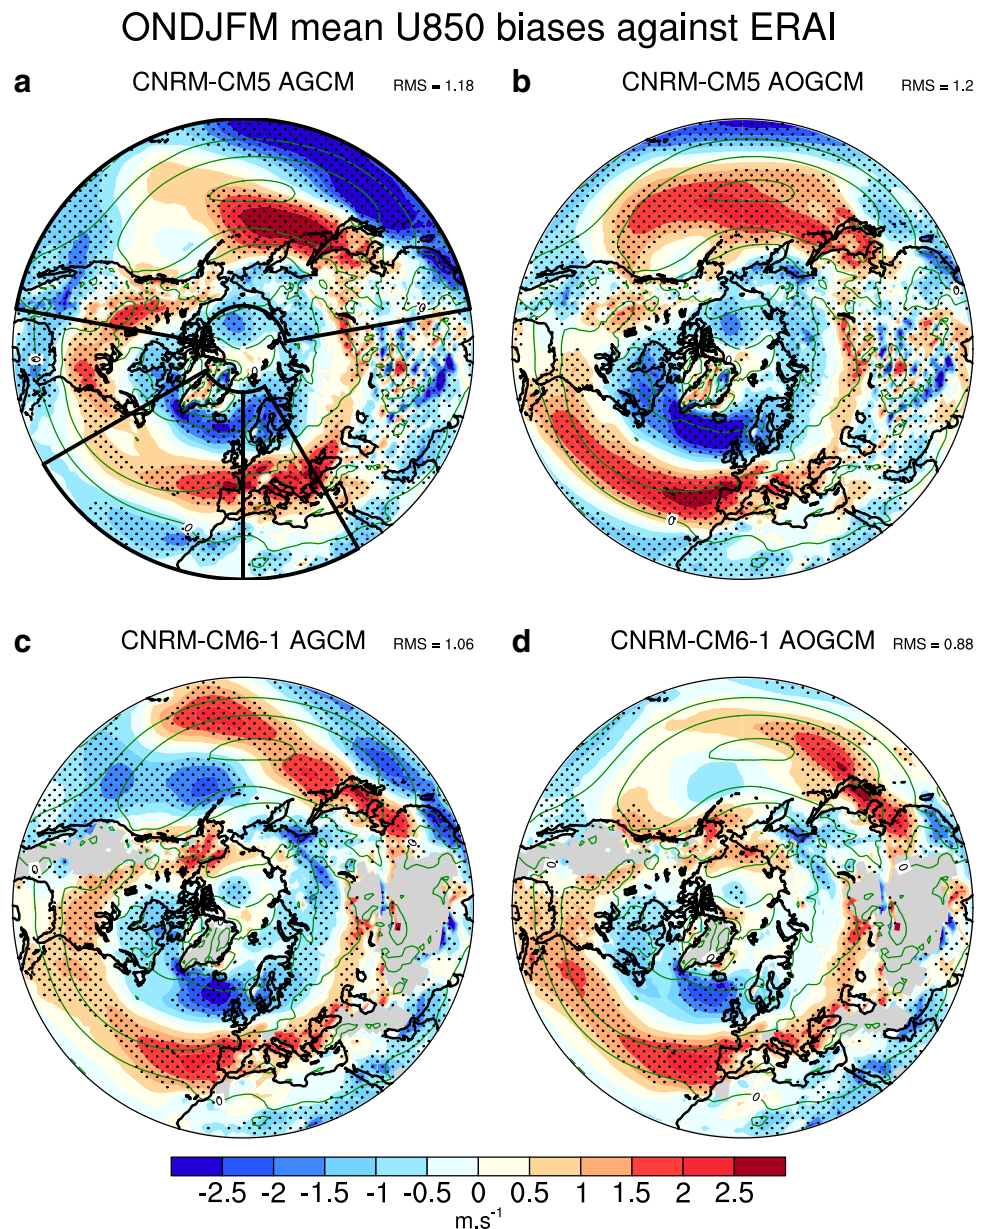 ONDJFM mean U850 biases against ERAI
a CNRM-CM5 AGCM RMS = 1.18
b CNRM-CM5 AOGCM RMS = 1.2
c CNRM-CM6-1 AGCM RMS = 1.06
d CNRM-CM6-1 AOGCM RMS = 0.88
-2.5 -2 -1.5 -1 -0.5 0 0.5 1 1.5 2 2.5
m.s⁻¹